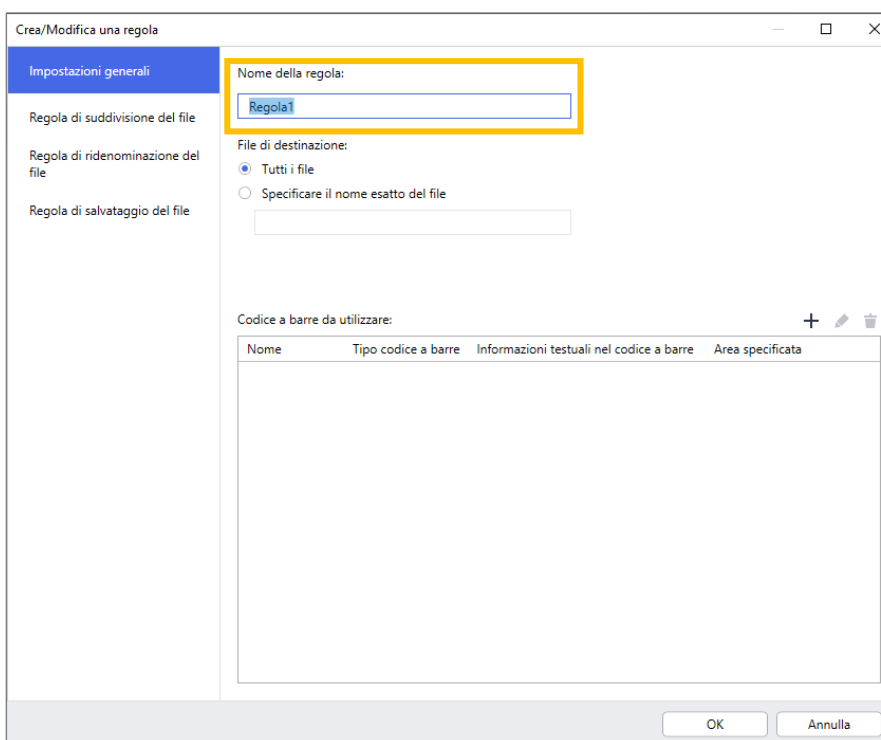 Crea/Modifica una regola
Impostazioni generali
Regola di suddivisione del file
Regola di ridenominazione del
file
Regola di salvataggio del file
Nome della regola:
Regola1
File di destinazione:
Tutti i file
Specificare il nome esatto del file
Codice a barre da utilizzare:
Nome Tipo codice a barre Informazioni testuali nel codice a barre Area specificata
OK Annulla